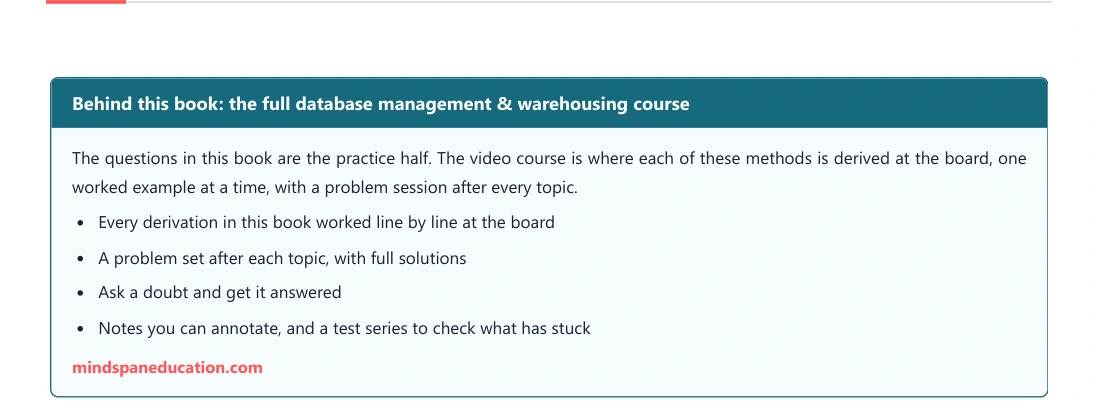 Behind this book: the full database management & warehousing course
The questions in this book are the practice half. The video course is where each of these methods is derived at the board, one
worked example at a time, with a problem session after every topic.
• Every derivation in this book worked line by line at the board
• A problem set after each topic, with full solutions
• Ask a doubt and get it answered
• Notes you can annotate, and a test series to check what has stuck
mindspaneducation.com